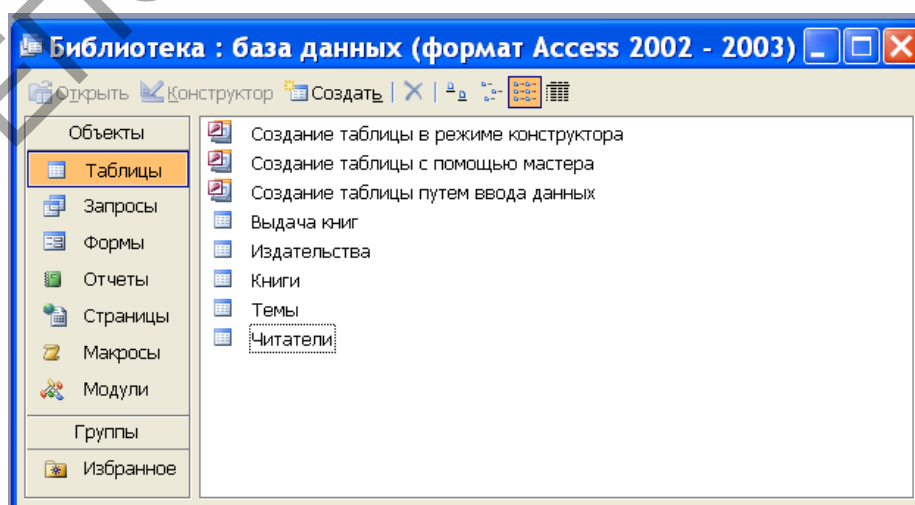 Библиотека : база данных (формат Access 2002 - 2003)
Открыть Конструктор Создать
Объекты
Таблицы
Запросы
Формы
Отчеты
Страницы
Макросы
Модули
Группы
Избранное
Создание таблицы в режиме конструктора
Создание таблицы с помощью мастера
Создание таблицы путем ввода данных
Выдача книг
Издательства
Книги
Темы
Читатели